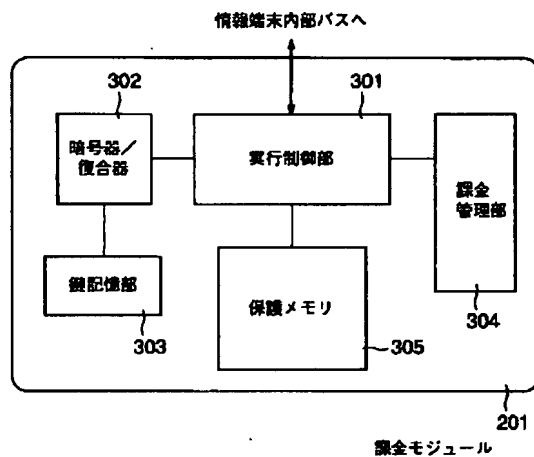 情報端末内部バスへ
302
301
暗号器／
復合器
実行制御部
課金
管理部
鍵記憶部
保護メモリ
303
305
304
201
課金モジュール